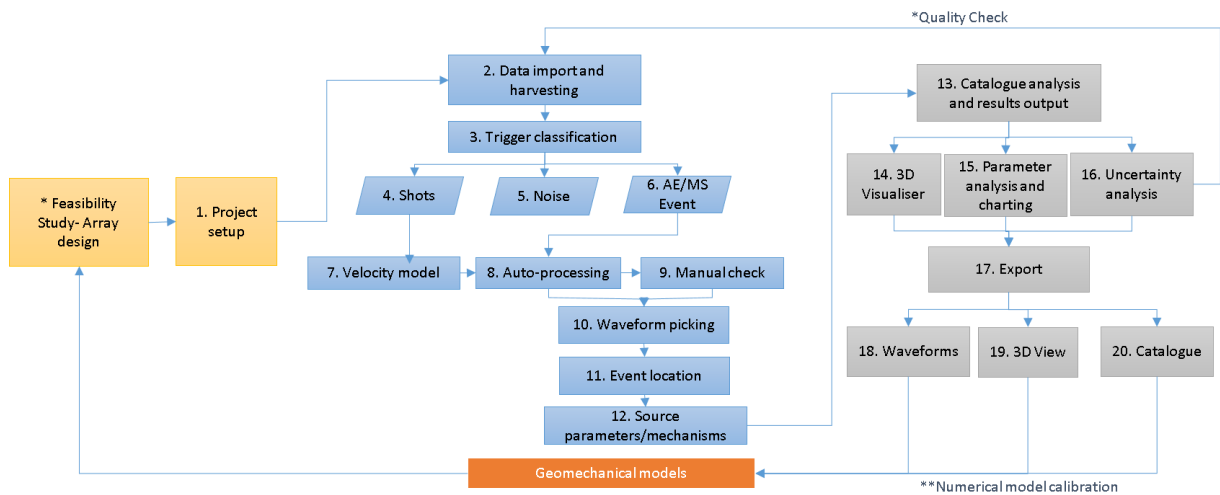 *Quality Check
2. Data import and
harvesting
13. Catalogue analysis
and results output
3. Trigger classification
* Feasibility
Study- Array
design
1. Project
setup
4. Shots
5. Noise
6. AE/MS
Event
14. 3D
Visualiser
15. Parameter
analysis and
charting
16. Uncertainty
analysis
7. Velocity model
8. Auto-processing
9. Manual check
17. Export
10. Waveform picking
11. Event location
18. Waveforms
19. 3D View
20. Catalogue
12. Source
parameters/mechanisms
Geomechanical models
**Numerical model calibration